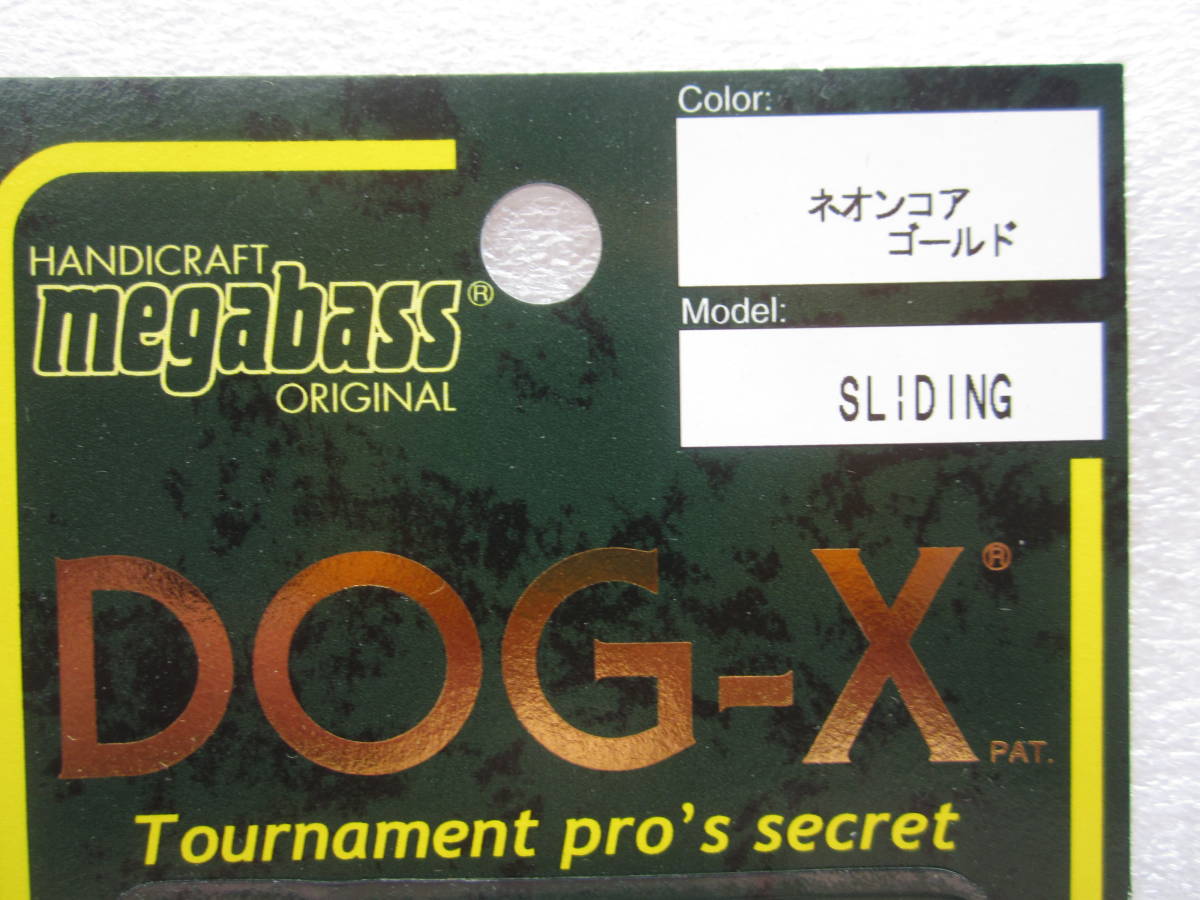 Color:
ネオンコア
ゴールド
HANDICRAFT
megabass®
ORIGINAL
Model:
SLIDING
DOG-X®
PAT.
Tournament pro's secret